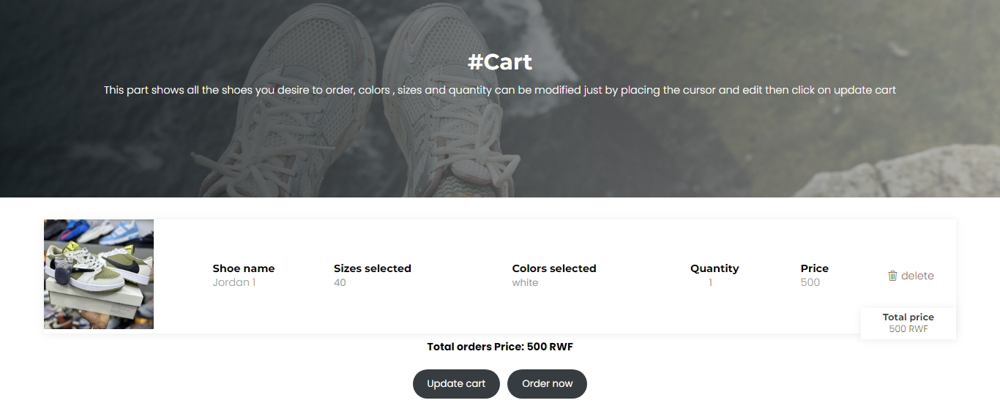 #Cart
This part shows all the shoes you desire to order, colors , sizes and quantity can be modified just by placing the cursor and edit then click on update cart
Shoe name
Jordan 1
Sizes selected
40
Colors selected
white
Quantity
1
Price
500
delete
Total price
500 RWF
Total orders Price: 500 RWF
Update cart
Order now